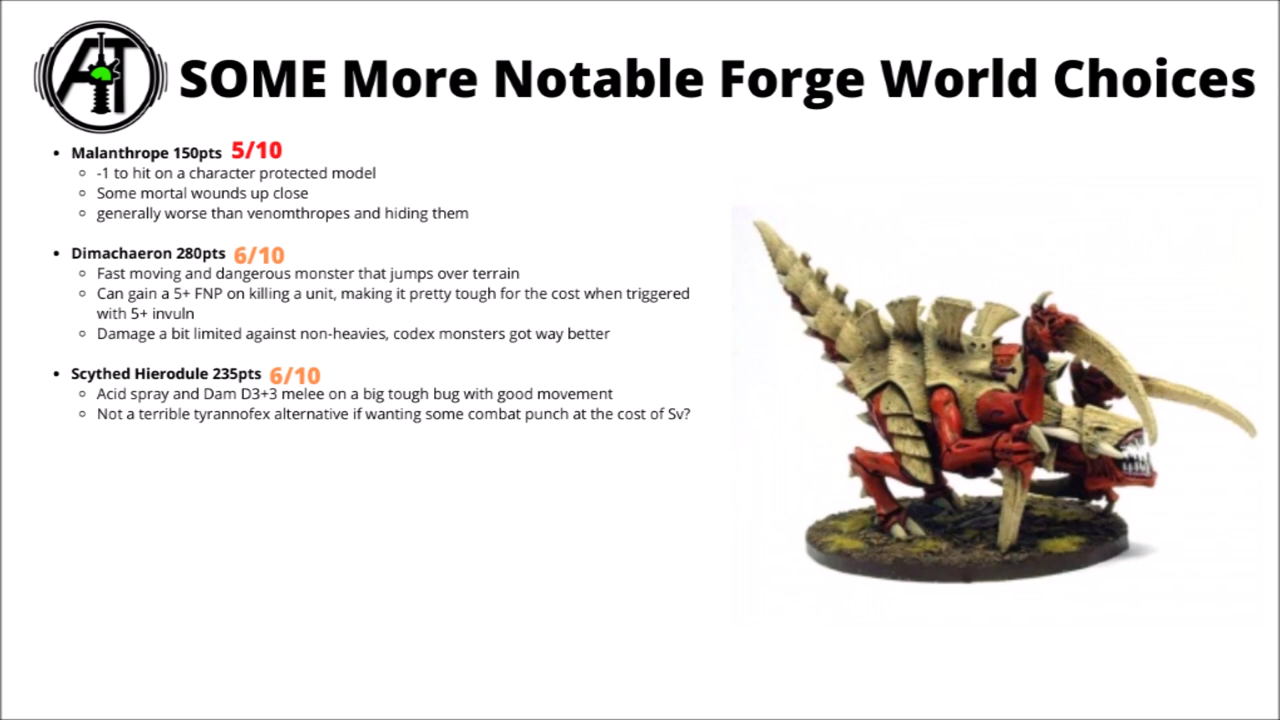 AT
SOME More Notable Forge World Choices
Malanthrope 150pts 5/10
-1 to hit on a character protected model
Some mortal wounds up close
generally worse than venomthropes and hiding them
Dimachaeron 280pts 6/10
Fast moving and dangerous monster that jumps over terrain
Can gain a 5+ FNP on killing a unit, making it pretty tough for the cost when triggered
with 5+ invuln
Damage a bit limited against non-heavies, codex monsters got way better
Scythed Hierodule 235pts 6/10
Acid spray and Dam D3+3 melee on a big tough bug with good movement
Not a terrible tyrannofex alternative if wanting some combat punch at the cost of Sv?